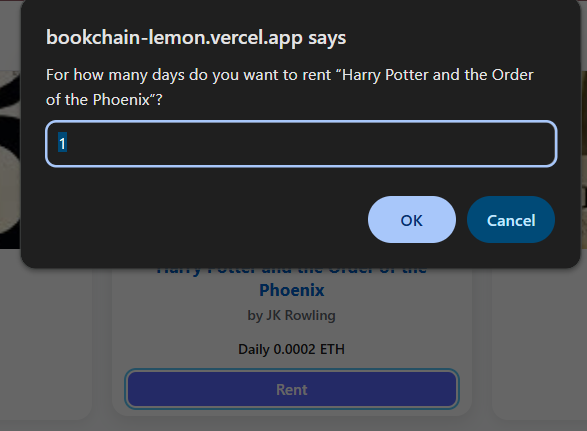 bookchain-lemon.vercel.app says
For how many days do you want to rent “Harry Potter and the Order
of the Phoenix”?
1
OK
Cancel
Harry Potter and the Order of the
Phoenix
by JK Rowling
Daily 0.0002 ETH
Rent